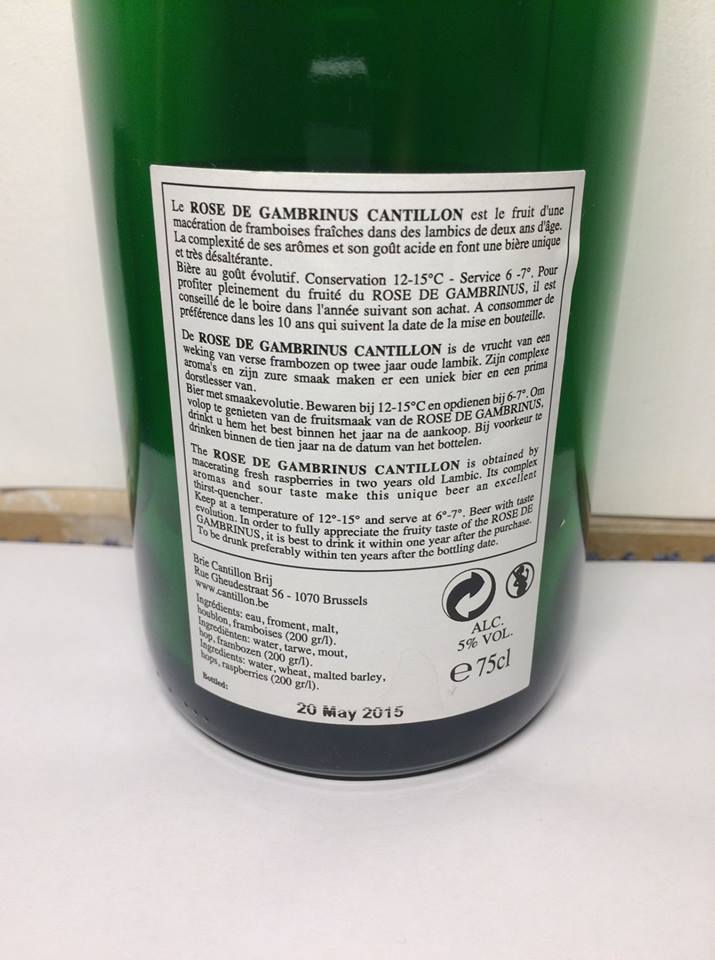 Le ROSE DE GAMBRINUS CANTILLON est le fruit d'une
macération de framboises fraîches dans des lambics de deux ans d'âge.
La complexité de ses arômes et son goût acide en font une bière unique
et très désaltérante.
Bière au goût évolutif. Conservation 12-15°C - Service 6 -7°. Pour
profiter pleinement du fruité du ROSE DE GAMBRINUS, il est
conseillé de le boire dans l'année suivant son achat. A consommer de
préférence dans les 10 ans qui suivent la date de la mise en bouteille.
De ROSE DE GAMBRINUS CANTILLON is de vrucht van een
weking van verse frambozen op twee jaar oude lambik. Zijn complexe
aroma's en zijn zure smaak maken er een uniek bier en een prima
dorstlesser van.
Bier met smaakevolutie. Bewaren bij 12-15°C en opdienen bij 6-7°. Om
volop te genieten van de fruitsmaak van de ROSE DE GAMBRINUS,
drinkt u hem het best binnen het jaar na de aankoop. Bij voorkeur te
drinken binnen de tien jaar na de datum van het bottelen.
The ROSE DE GAMBRINUS CANTILLON is obtained by
macerating fresh raspberries in two years old Lambic. Its complex
aromas and sour taste make this unique beer an excellent
thirst-quencher.
Keep at a temperature of 12°-15° and serve at 6°-7°. Beer with taste
evolution. In order to fully appreciate the fruity taste of the ROSE DE
GAMBRINUS, it is best to drink it within one year after the purchase.
To be drunk preferably within ten years after the bottling date.
Brie Cantillon Brij
Rue Gheudestraat 56 - 1070 Brussels
www.cantillon.be
Ingrédients: eau, froment, malt,
houblon, framboises (200 gr/l).
Ingrediënten: water, tarwe, mout,
hop, frambozen (200 gr/l).
Ingredients: water, wheat, malted barley,
hops, raspberries (200 gr/l).
Bottled:
20 May 2015
ALC.
5% VOL.
e 75cl